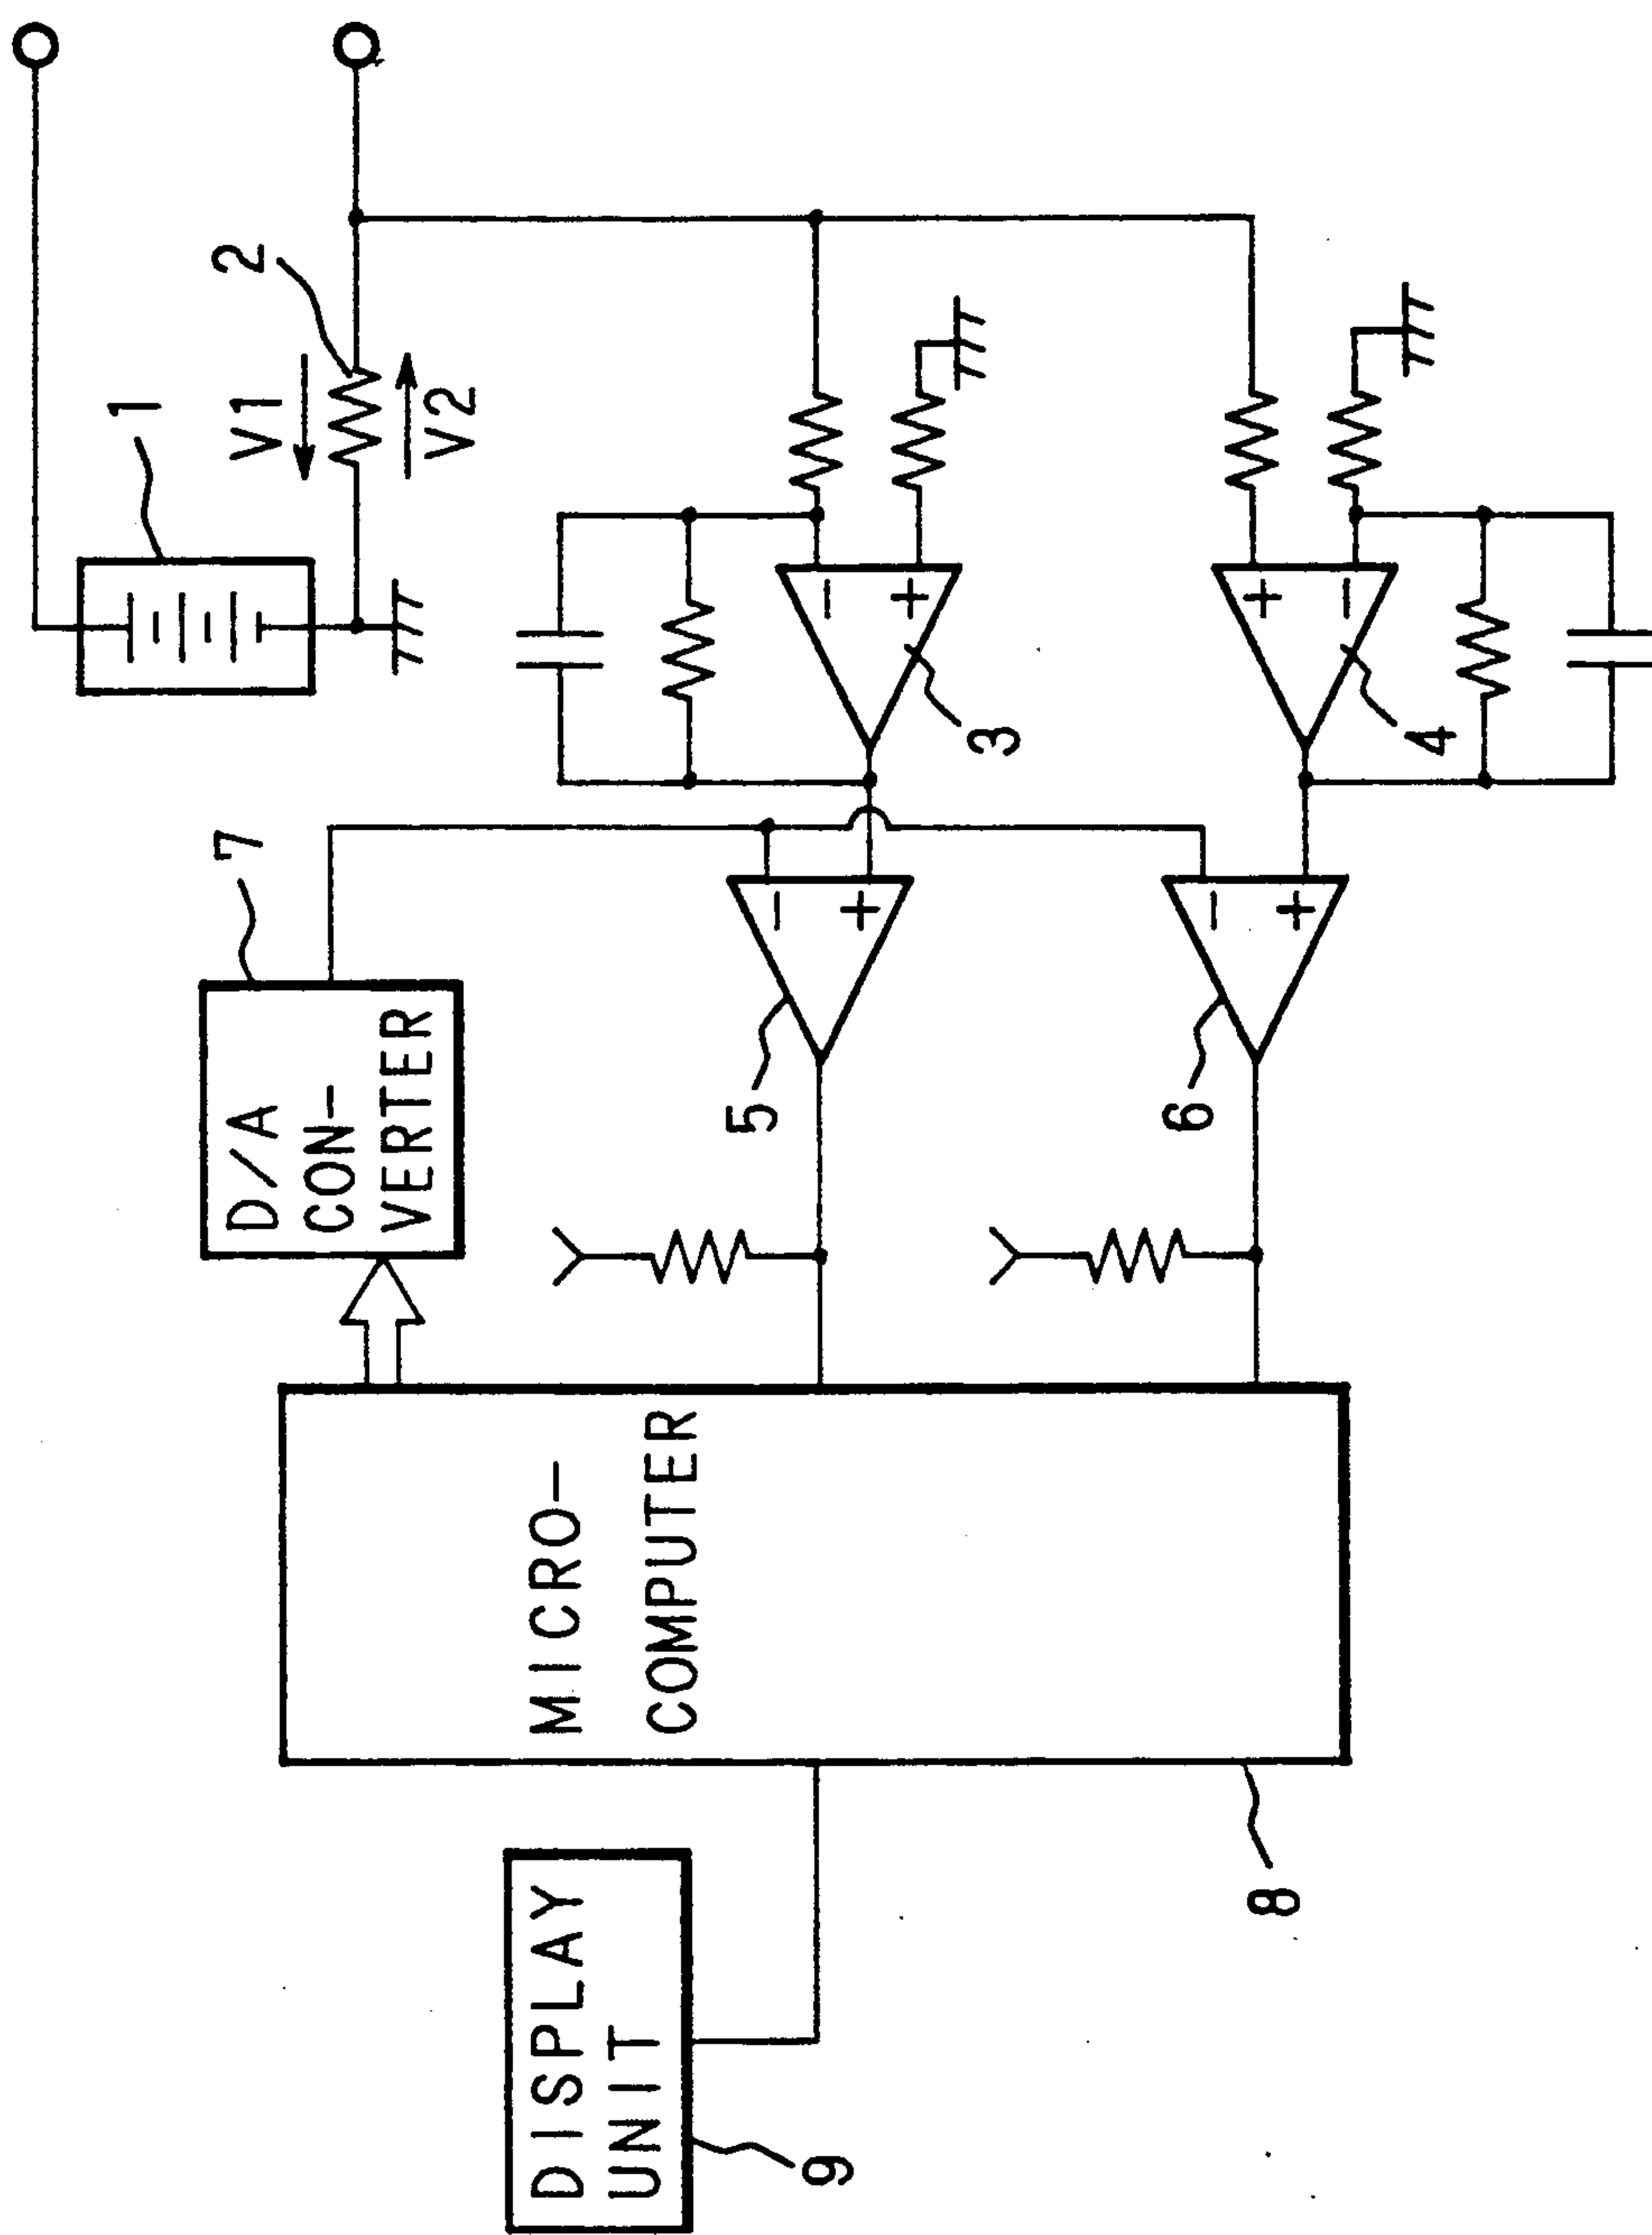 1
2
V1
V2
7
D/A
CON-
VERTER
MICRO-
COMPUTER
DISPLAY
UNIT
9
8
5
-
+
3
-
+
6
-
+
4
+
-